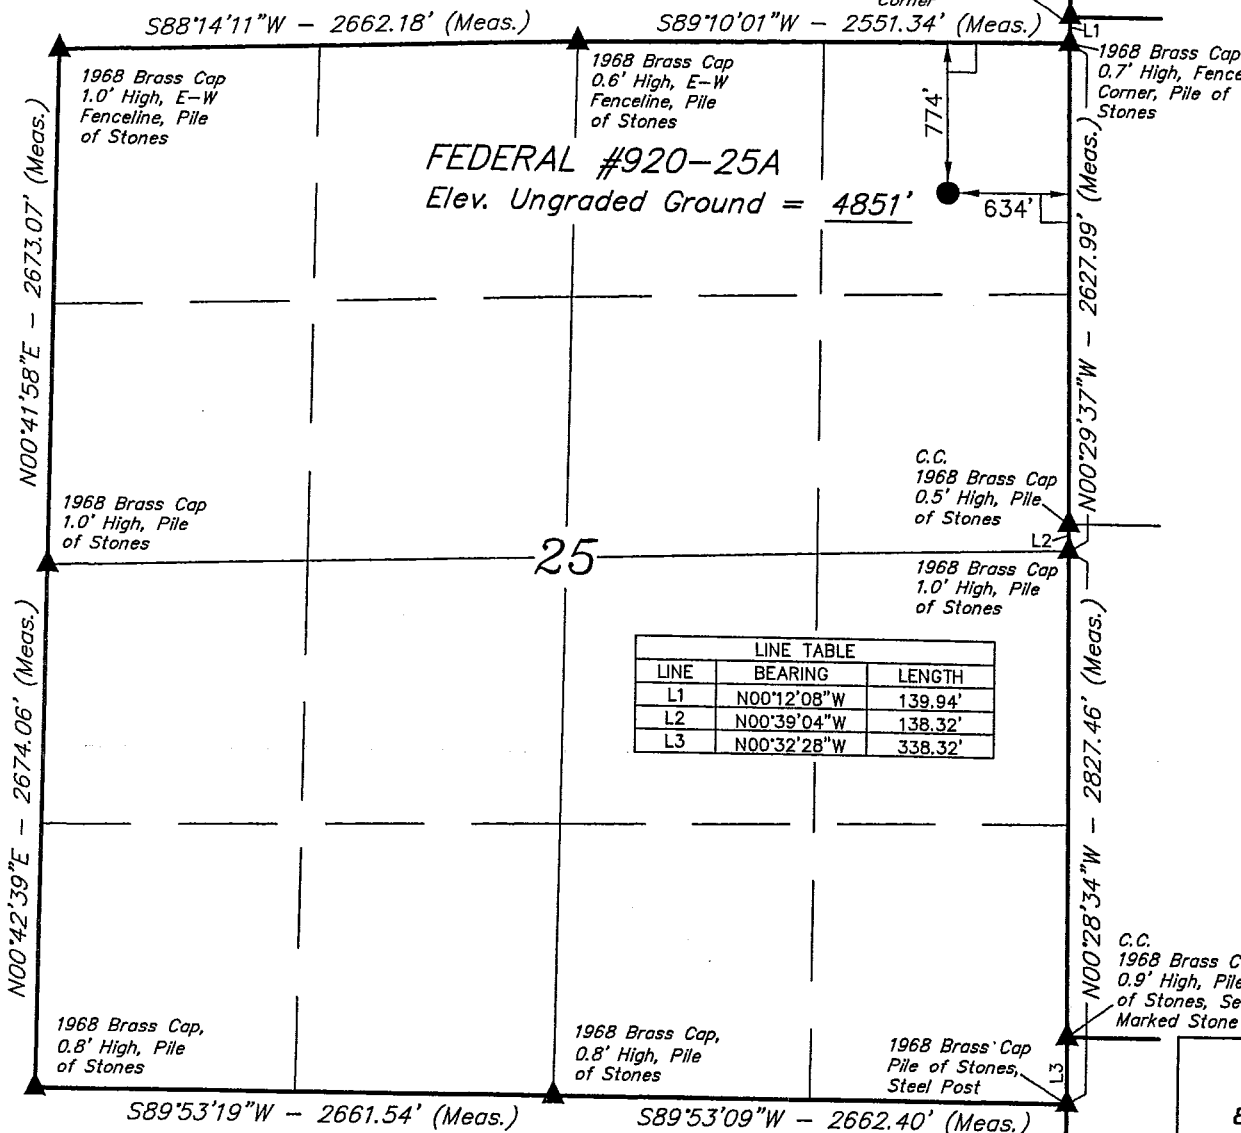 Corner
S88°14'11"W - 2662.18' (Meas.)
S89°10'01"W - 2551.34' (Meas.)
L1
1968 Brass Cap
1.0' High, E-W
Fenceline, Pile
of Stones
1968 Brass Cap
0.6' High, E-W
Fenceline, Pile
of Stones
1968 Brass Cap
0.7' High, Fence
Corner, Pile of
Stones
774'
FEDERAL #920-25A
Elev. Ungraded Ground = 4851'
634'
N00°41'58"E - 2673.07' (Meas.)
N00°29'37"W - 2627.99' (Meas.)
C.C.
1968 Brass Cap
0.5' High, Pile
of Stones
1968 Brass Cap
1.0' High, Pile
of Stones
L2
25
1968 Brass Cap
1.0' High, Pile
of Stones
LINE TABLE
LINE BEARING LENGTH
L1 N00°12'08"W 139.94'
L2 N00°39'04"W 138.32'
L3 N00°32'28"W 338.32'
N00°42'39"E - 2674.06' (Meas.)
N00°28'34"W - 2827.46' (Meas.)
C.C.
1968 Brass C
0.9' High, Pile
of Stones, Se
Marked Stone
1968 Brass Cap,
0.8' High, Pile
of Stones
1968 Brass Cap,
0.8' High, Pile
of Stones
1968 Brass Cap
Pile of Stones,
Steel Post
L3
S89°53'19"W - 2661.54' (Meas.)
S89°53'09"W - 2662.40' (Meas.)